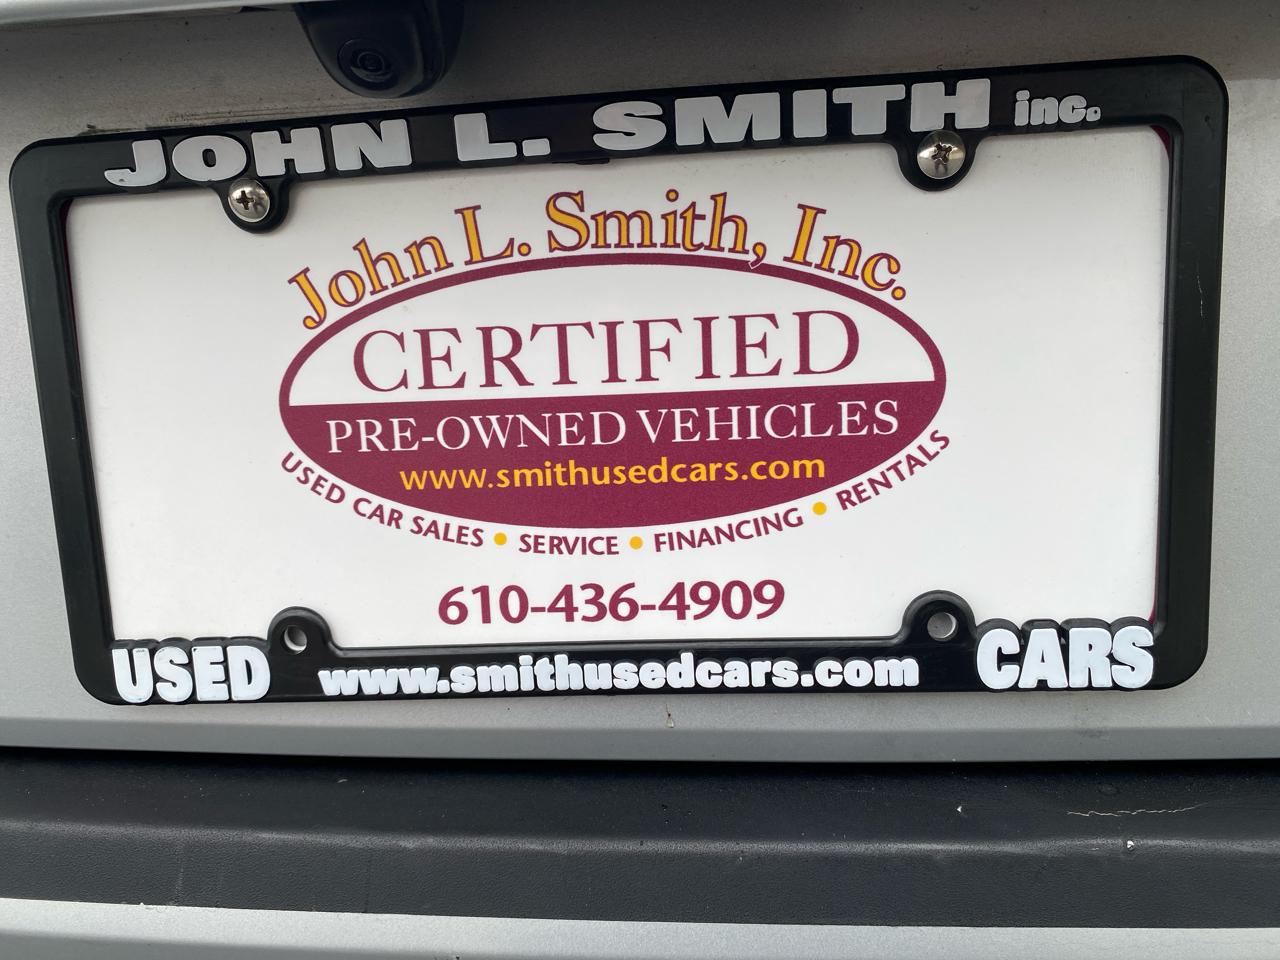 JOHN L. SMITH inc.
John L. Smith, Inc.
CERTIFIED
PRE-OWNED VEHICLES
www.smithusedcars.com
USED CAR SALES • SERVICE • FINANCING • RENTALS
610-436-4909
USED www.smithusedcars.com CARS